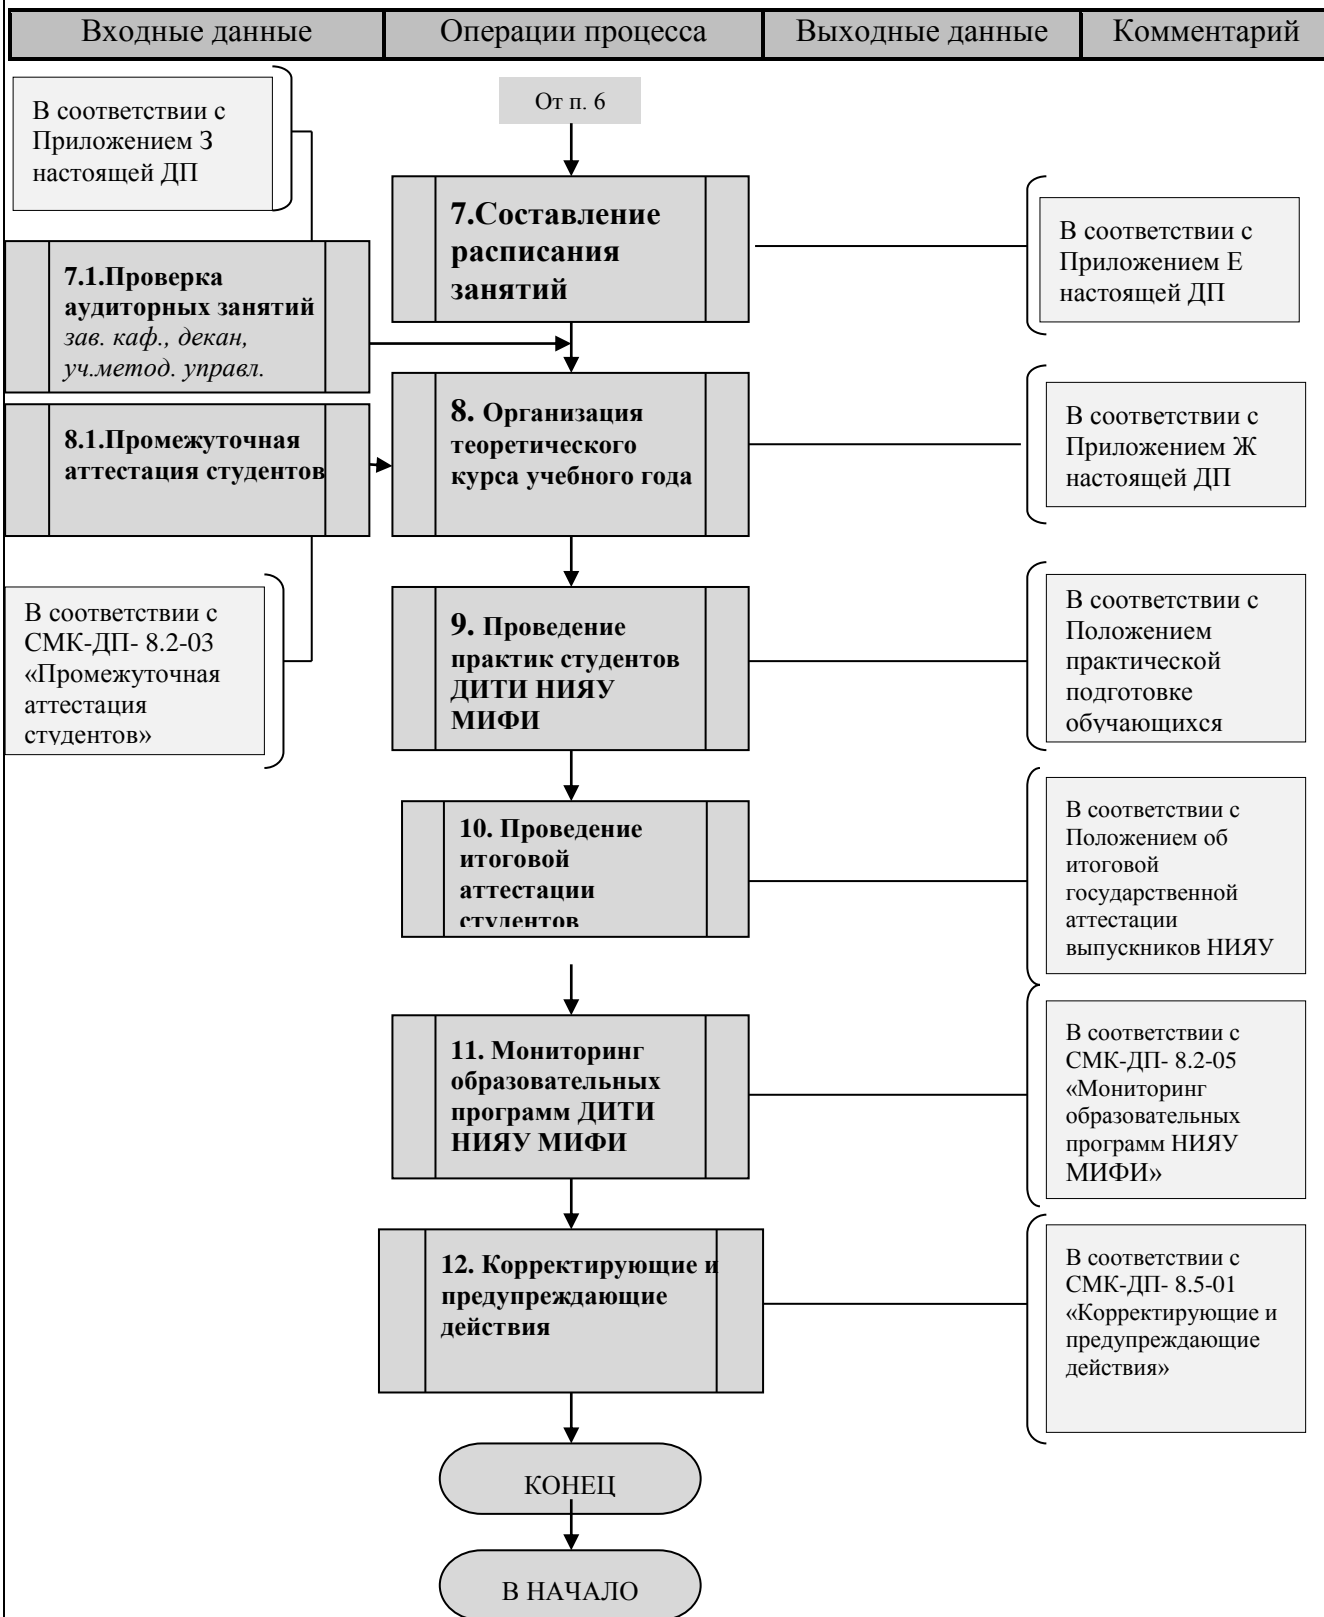 Входные данные
Операции процесса
Выходные данные
Комментарий
В соответствии с
Приложением З
настоящей ДП
От п. 6
7.Составление
расписания
занятий
В соответствии с
Приложением Е
настоящей ДП
7.1.Проверка
аудиторных занятий
зав. каф., декан,
уч.метод. управл.
8. Организация
теоретического
курса учебного года
В соответствии с
Приложением Ж
настоящей ДП
8.1.Промежуточная
аттестация студентов
В соответствии с
СМК-ДП- 8.2-03
«Промежуточная
аттестация
студентов»
9. Проведение
практик студентов
ДИТИ НИЯУ
МИФИ
В соответствии с
Положением
практической
подготовке
обучающихся
10. Проведение
итоговой
аттестации
студентов
В соответствии с
Положением об
итоговой
государственной
аттестации
выпускников НИЯУ
11. Мониторинг
образовательных
программ ДИТИ
НИЯУ МИФИ
В соответствии с
СМК-ДП- 8.2-05
«Мониторинг
образовательных
программ НИЯУ
МИФИ»
12. Корректирующие и
предупреждающие
действия
В соответствии с
СМК-ДП- 8.5-01
«Корректирующие и
предупреждающие
действия»
КОНЕЦ
В НАЧАЛО